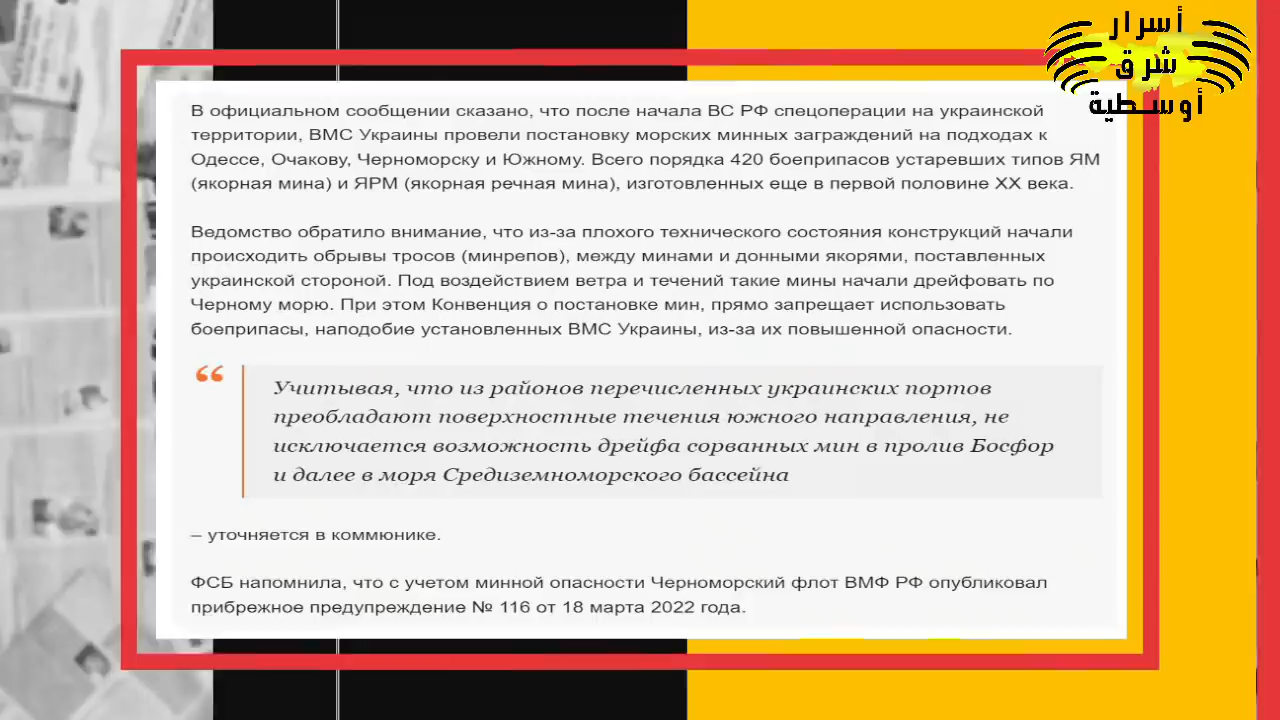 أسرار
شرق
أوسطية
В официальном сообщении сказано, что после начала ВС РФ спецоперации на украинской
территории, ВМС Украины провели постановку морских минных заграждений на подходах к
Одессе, Очакову, Черноморску и Южному. Всего порядка 420 боеприпасов устаревших типов ЯМ
(якорная мина) и ЯРМ (якорная речная мина), изготовленных еще в первой половине XX века.
Ведомство обратило внимание, что из-за плохого технического состояния конструкций начали
происходить обрывы тросов (минрепов), между минами и донными якорями, поставленных
украинской стороной. Под воздействием ветра и течений такие мины начали дрейфовать по
Черному морю. При этом Конвенция о постановке мин, прямо запрещает использовать
боеприпасы, наподобие установленных ВМС Украины, из-за их повышенной опасности.
“
Учитывая, что из районов перечисленных украинских портов
преобладают поверхностные течения южного направления, не
исключается возможность дрейфа сорванных мин в пролив Босфор
и далее в моря Средиземноморского бассейна
– уточняется в коммюнике.
ФСБ напомнила, что с учетом минной опасности Черноморский флот ВМФ РФ опубликовал
прибрежное предупреждение № 116 от 18 марта 2022 года.